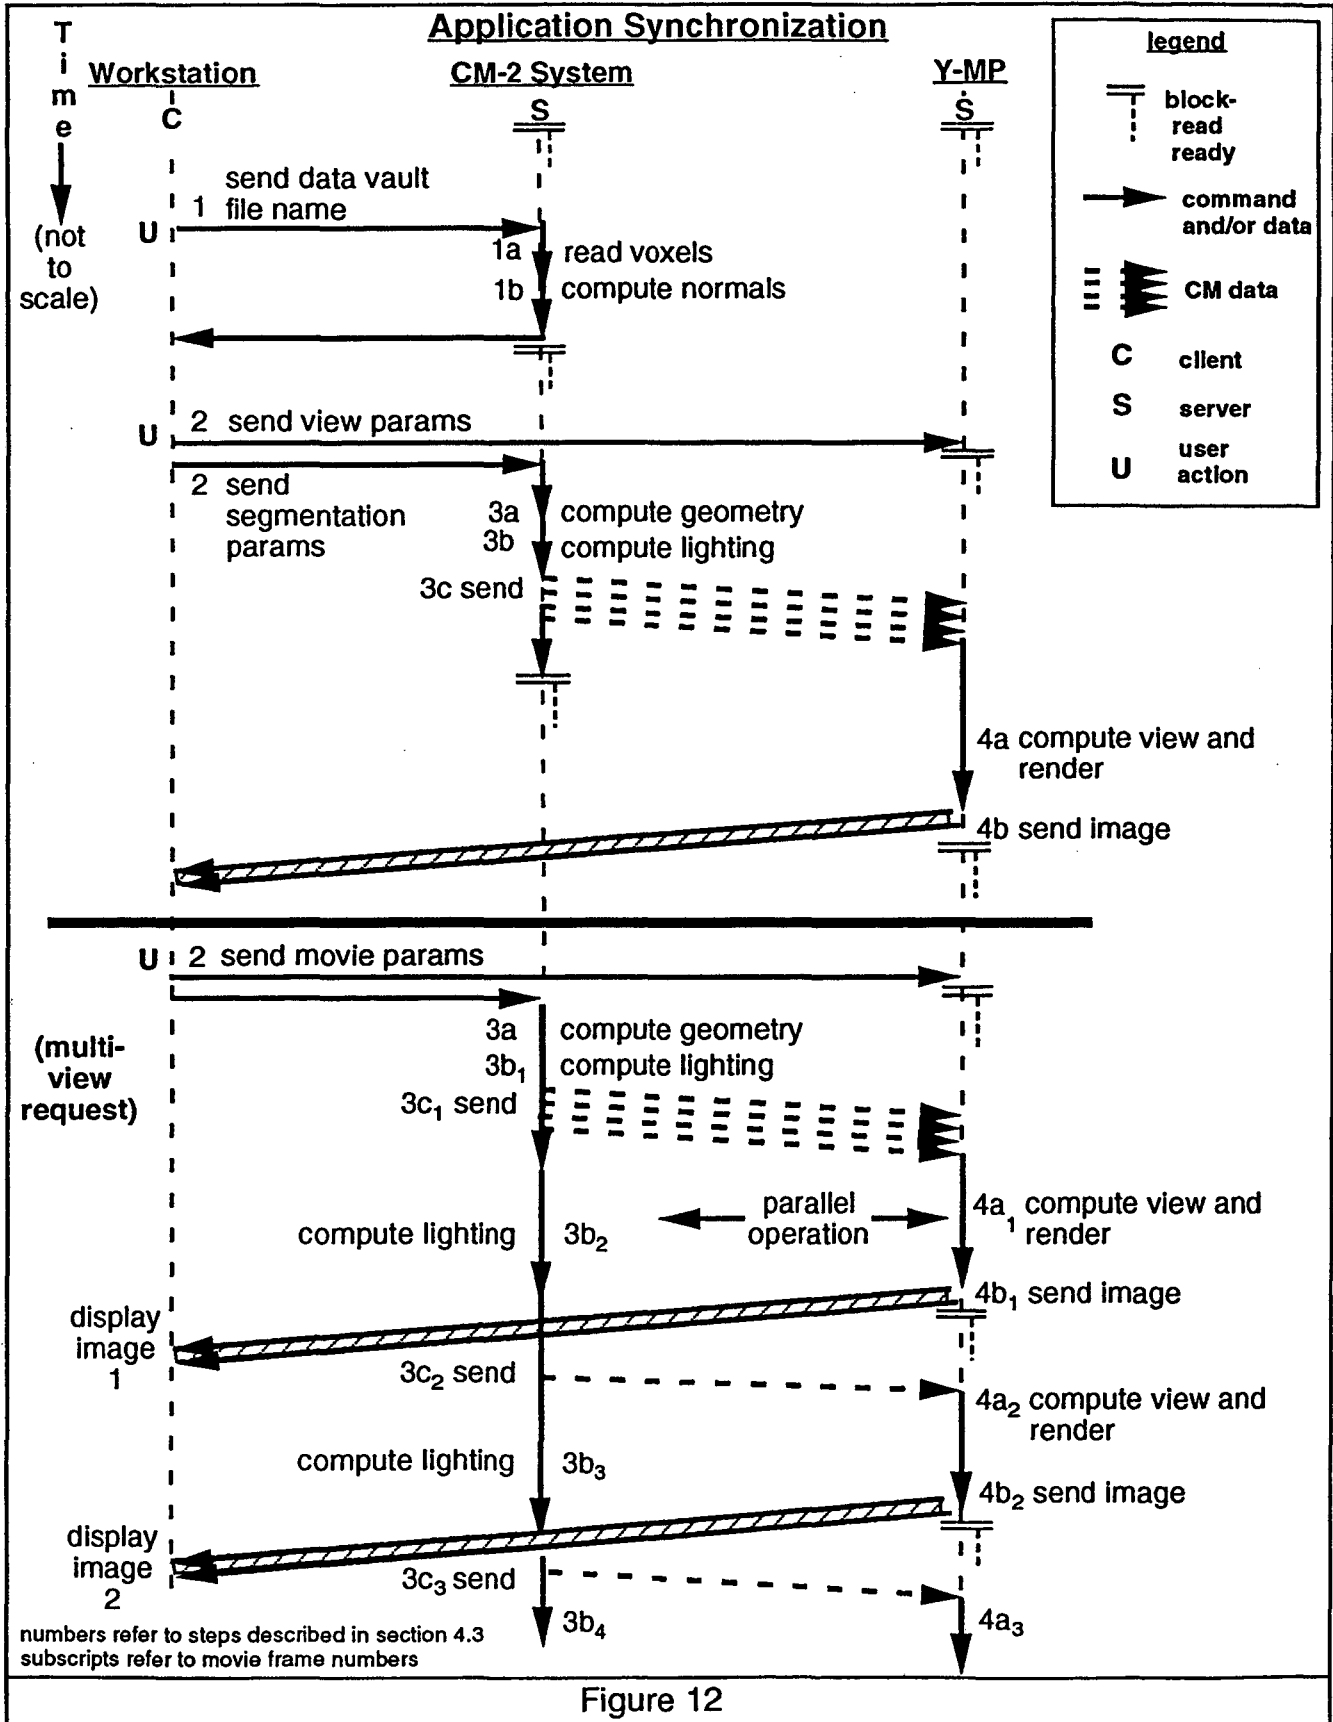 Application Synchronization
Time
(not
to
scale)
Workstation
C
CM-2 System
S
Y-MP
S
legend
block-
read
ready
command
and/or data
CM data
C client
S server
U user
action
send data vault
1 file name
U
1a read voxels
1b compute normals
U 2 send view params
2 send
segmentation
params
3a compute geometry
3b compute lighting
3c send
4a compute view and
render
4b send image
U 2 send movie params
(multi-
view
request)
3a compute geometry
3b1 compute lighting
3c1 send
parallel
operation
4a1 compute view and
render
compute lighting 3b2
4b1 send image
display
image
1
3c2 send
4a2 compute view and
render
compute lighting 3b3
4b2 send image
display
image
2
3c3 send
3b4
4a3
numbers refer to steps described in section 4.3
subscripts refer to movie frame numbers
Figure 12